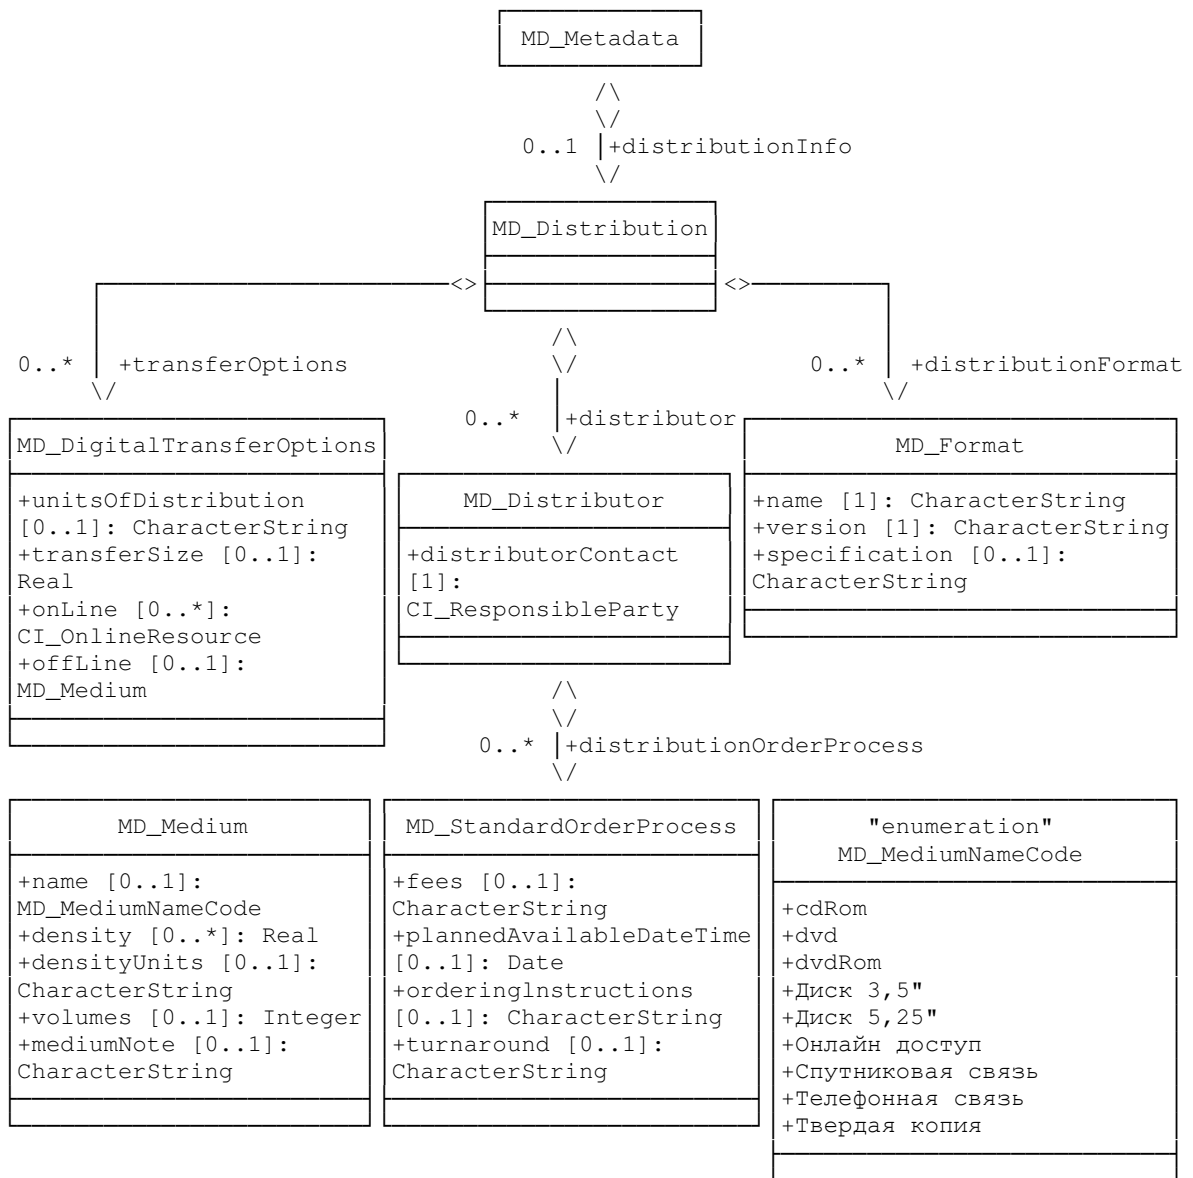 MD_Metadata
0..1 +distributionInfo
MD_Distribution
0..* +transferOptions
0..* +distributionFormat
0..* +distributor
MD_DigitalTransferOptions
+unitsOfDistribution
[0..1]: CharacterString
+transferSize [0..1]:
Real
+onLine [0..*]:
CI_OnlineResource
+offLine [0..1]:
MD_Medium
MD_Distributor
+distributorContact
[1]:
CI_ResponsibleParty
MD_Format
+name [1]: CharacterString
+version [1]: CharacterString
+specification [0..1]:
CharacterString
0..* +distributionOrderProcess
MD_Medium
+name [0..1]:
MD_MediumNameCode
+density [0..*]: Real
+densityUnits [0..1]:
CharacterString
+volumes [0..1]: Integer
+mediumNote [0..1]:
CharacterString
MD_StandardOrderProcess
+fees [0..1]:
CharacterString
+plannedAvailableDateTime
[0..1]: Date
+orderinglnstructions
[0..1]: CharacterString
+turnaround [0..1]:
CharacterString
"enumeration"
MD_MediumNameCode
+cdRom
+dvd
+dvdRom
+Диск 3,5"
+Диск 5,25"
+Онлайн доступ
+Спутниковая связь
+Телефонная связь
+Твердая копия